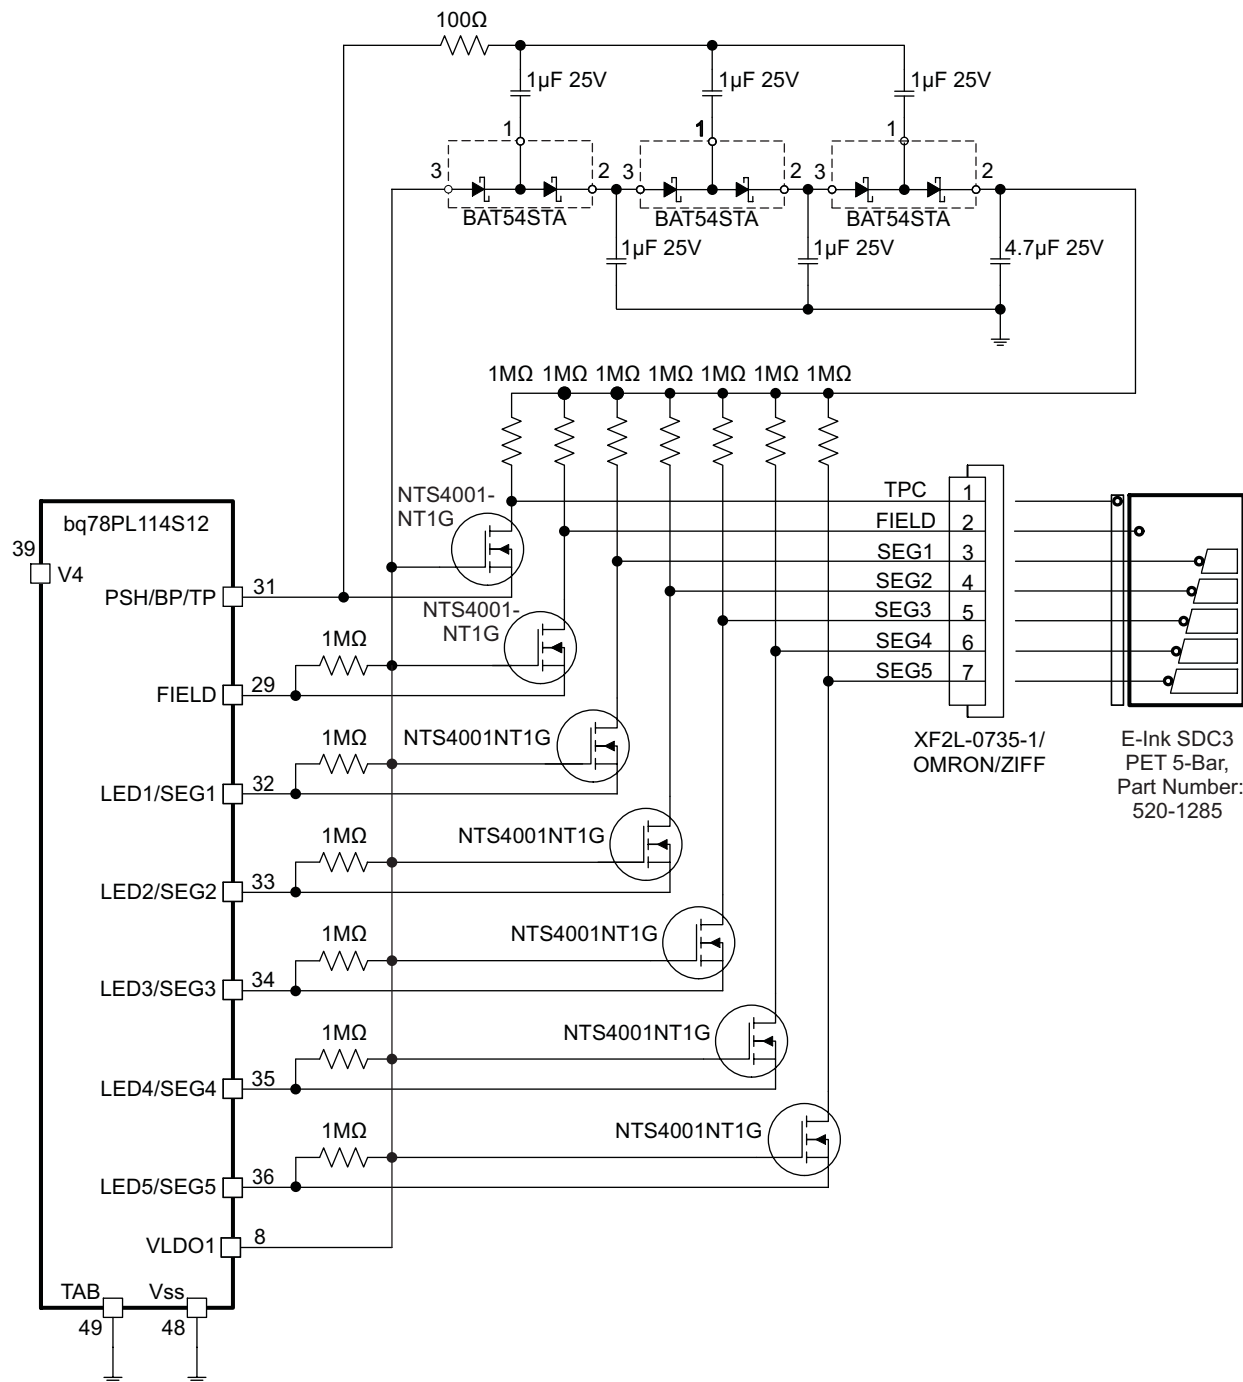 100Ω
1µF 25V 1µF 25V 1µF 25V
1 1 1
3 2 3 2 3 2
BAT54STA BAT54STA BAT54STA
1µF 25V 1µF 25V 4.7µF 25V
1MΩ 1MΩ 1MΩ 1MΩ 1MΩ 1MΩ 1MΩ
NTS4001-
NT1G
TPC 1
FIELD 2
SEG1 3
SEG2 4
SEG3 5
SEG4 6
SEG5 7
XF2L-0735-1/
OMRON/ZIFF
E-Ink SDC3
PET 5-Bar,
Part Number:
520-1285
bq78PL114S12
39
V4
PSH/BP/TP 31
NTS4001-
NT1G
1MΩ
FIELD 29
1MΩ NTS4001NT1G
LED1/SEG1 32
1MΩ NTS4001NT1G
LED2/SEG2 33
1MΩ NTS4001NT1G
LED3/SEG3 34
1MΩ NTS4001NT1G
LED4/SEG4 35
1MΩ NTS4001NT1G
LED5/SEG5 36
VLDO1 8
TAB Vss
49 48